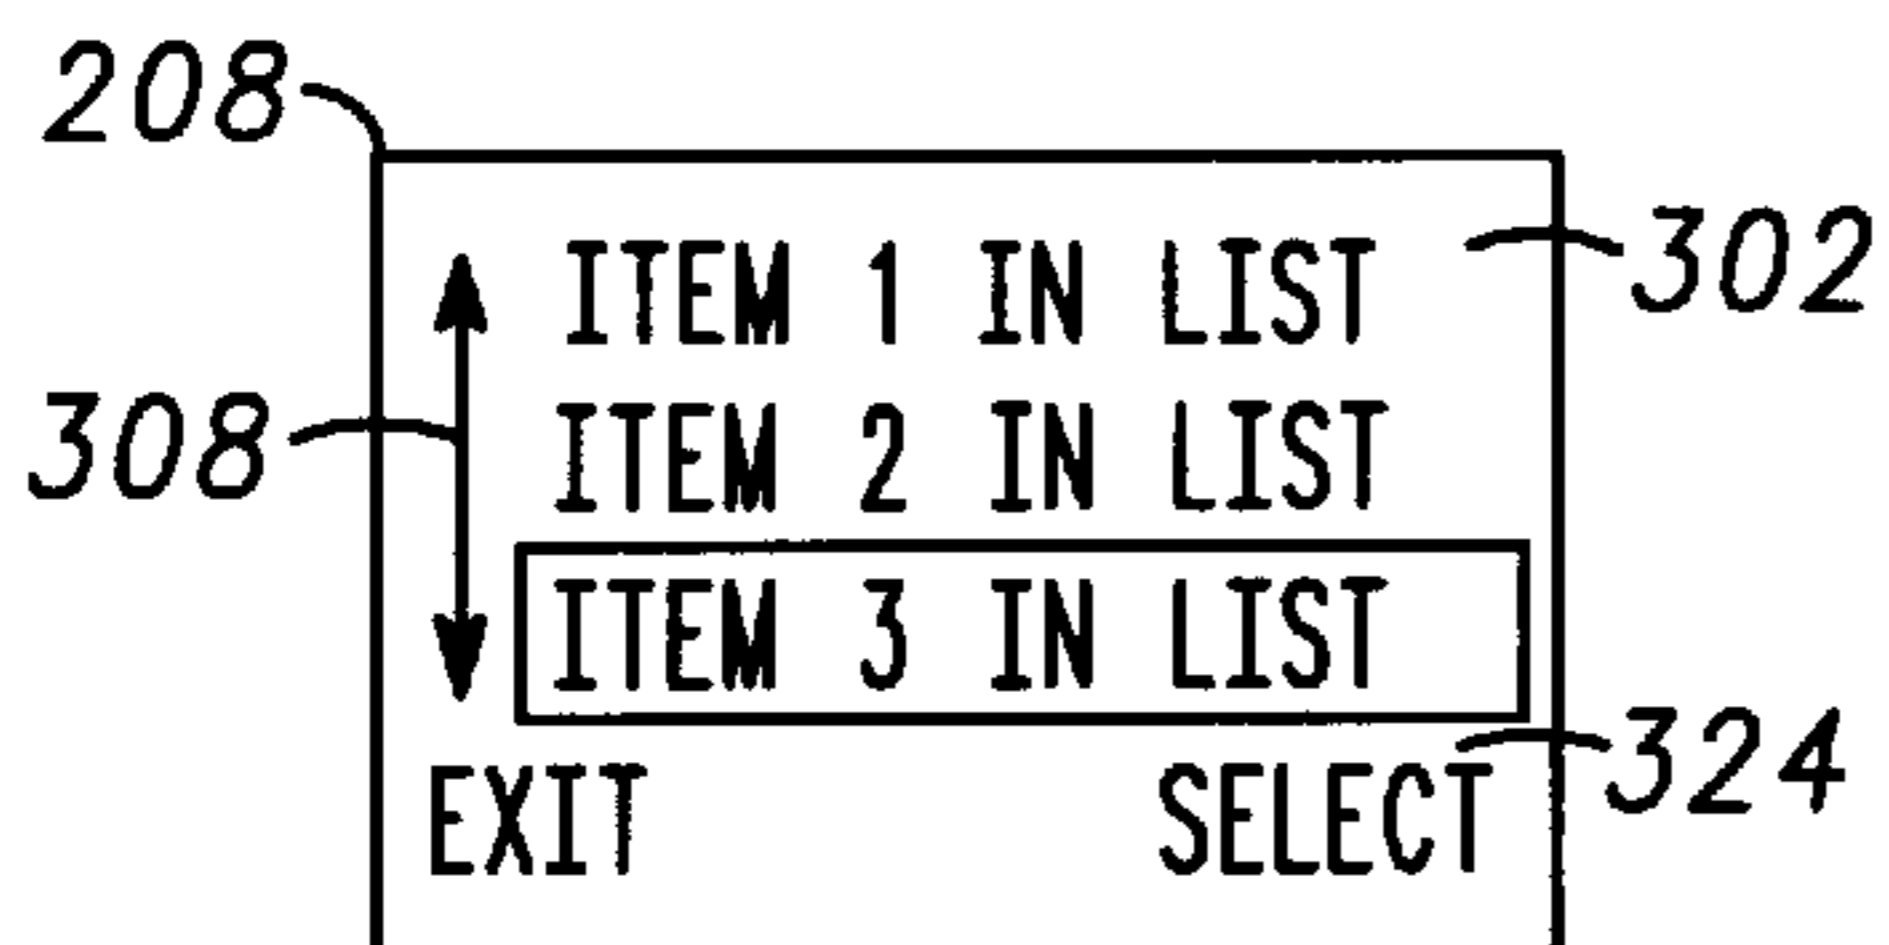 208
ITEM 1 IN LIST 302
308 ITEM 2 IN LIST
ITEM 3 IN LIST
324
EXIT SELECT